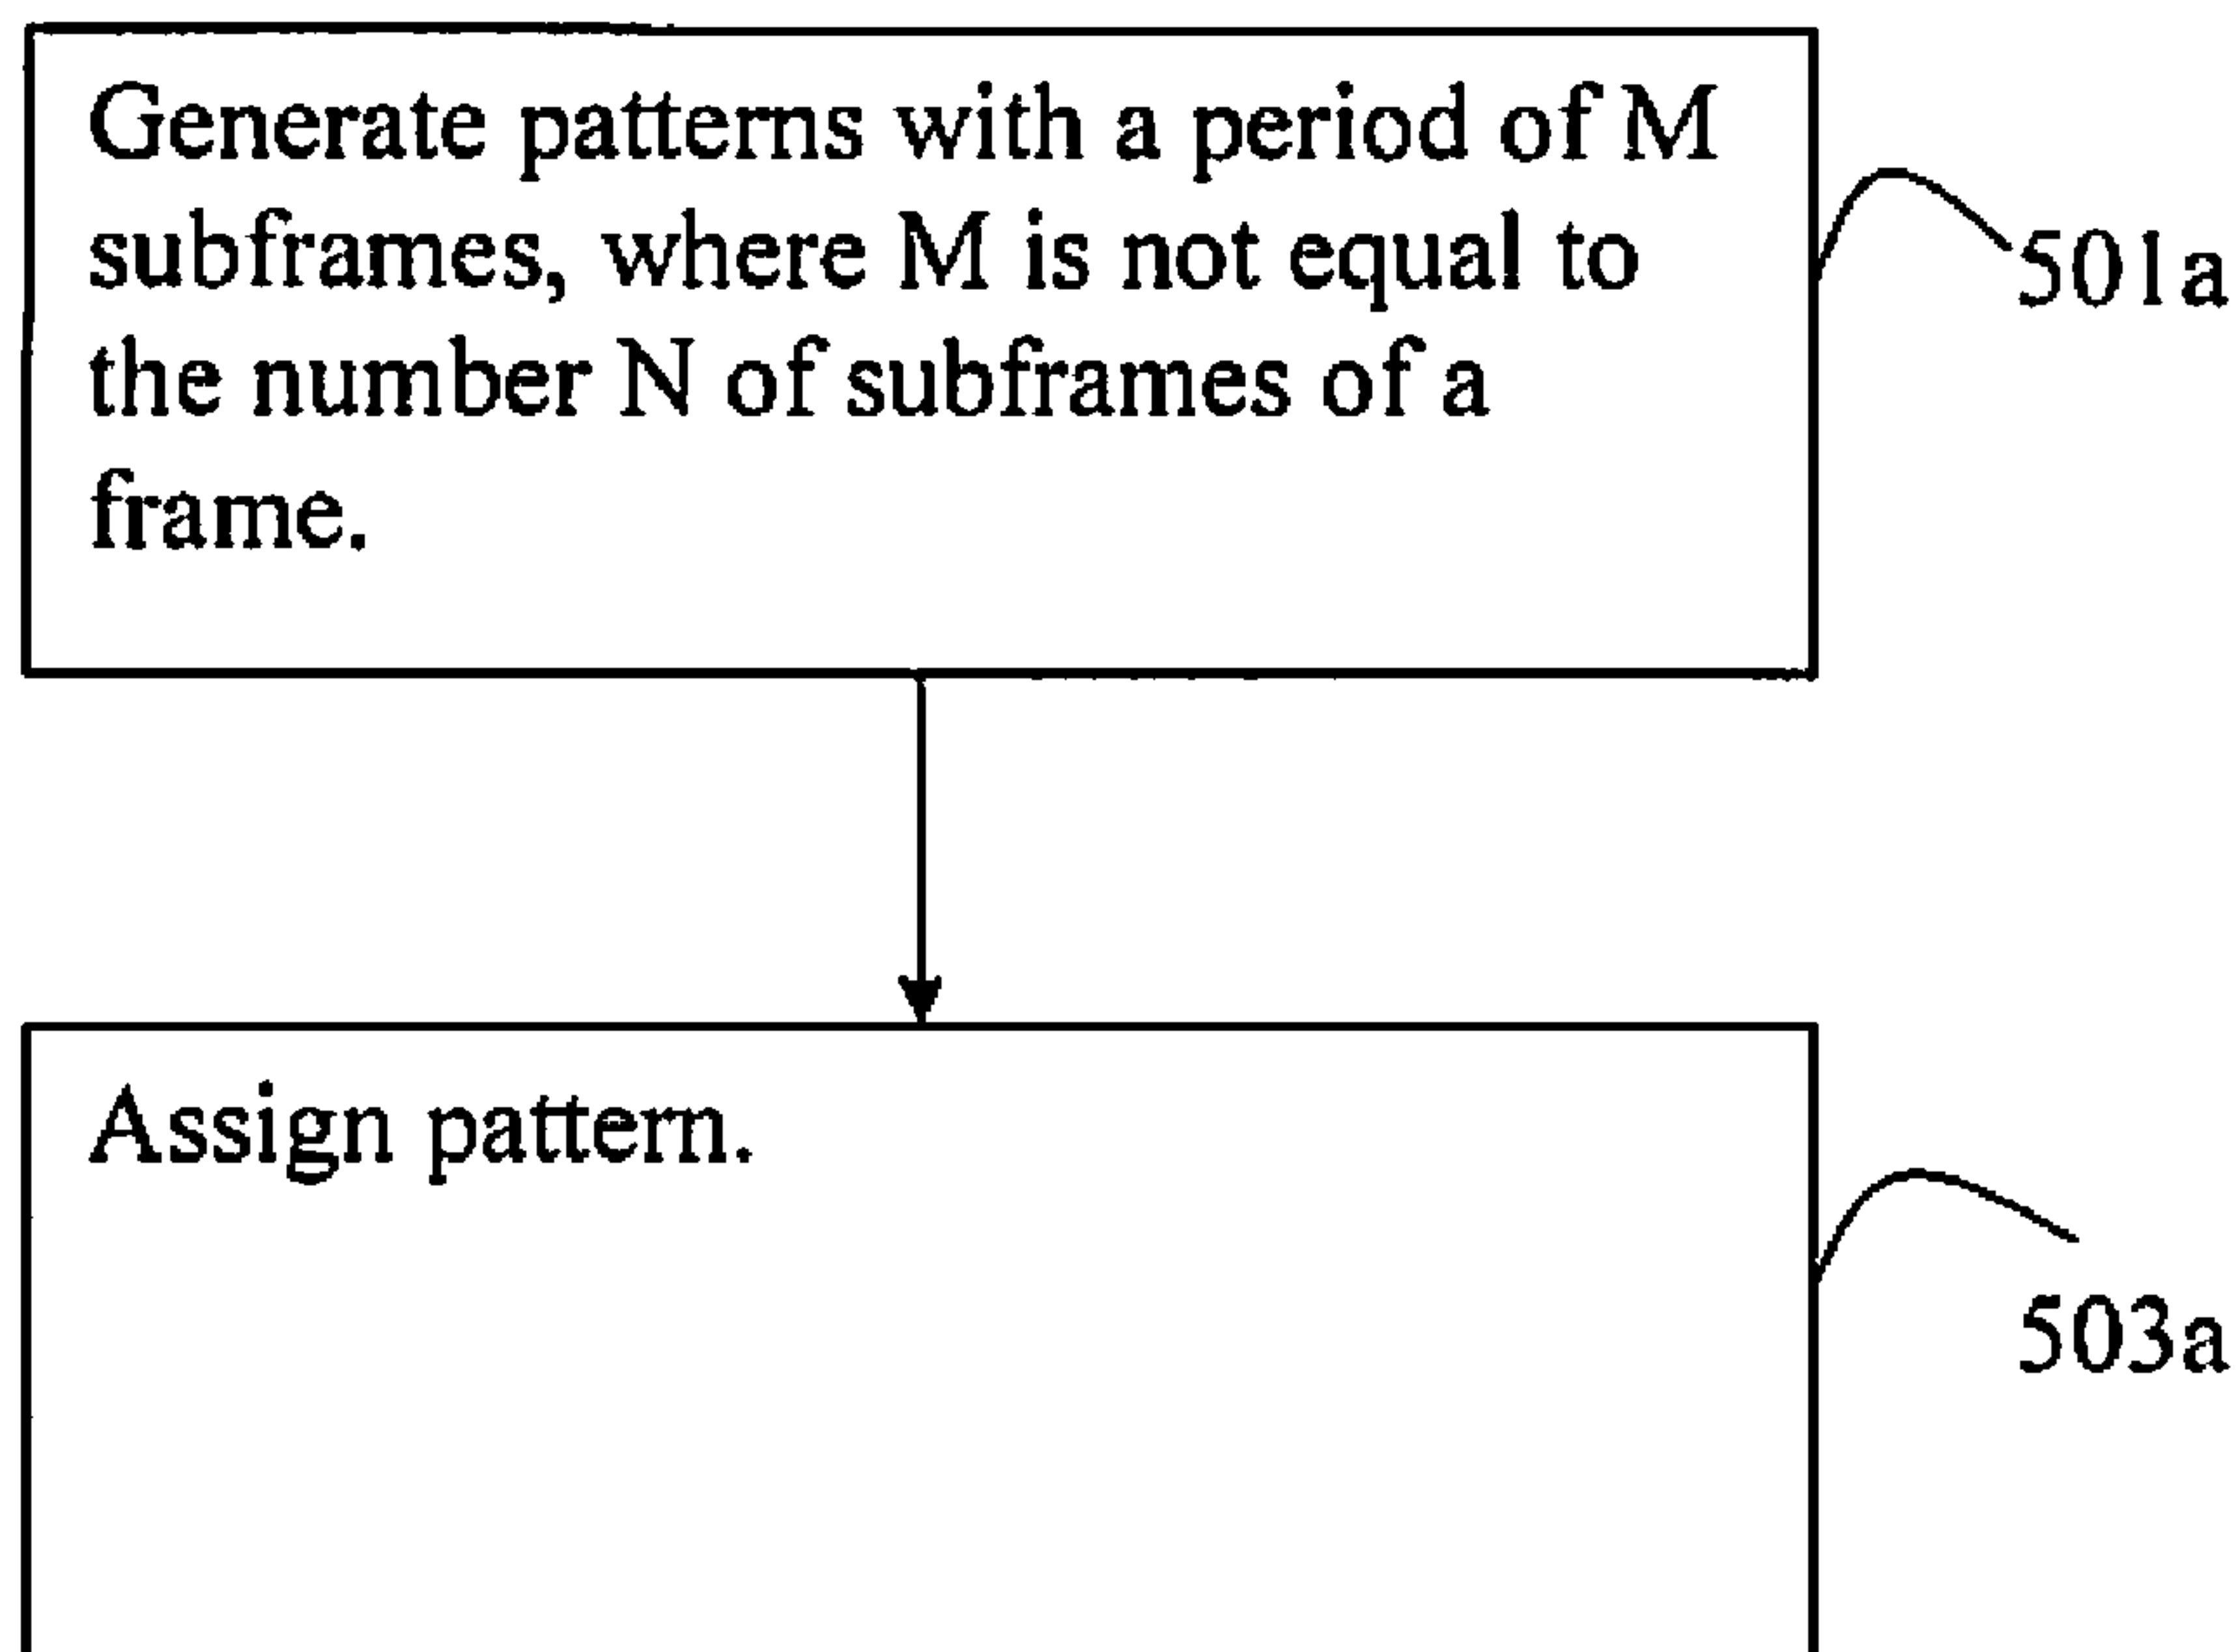 Generate patterns with a period of M
subframes, where M is not equal to
the number N of subframes of a
frame.
501a
Assign pattern.
503a